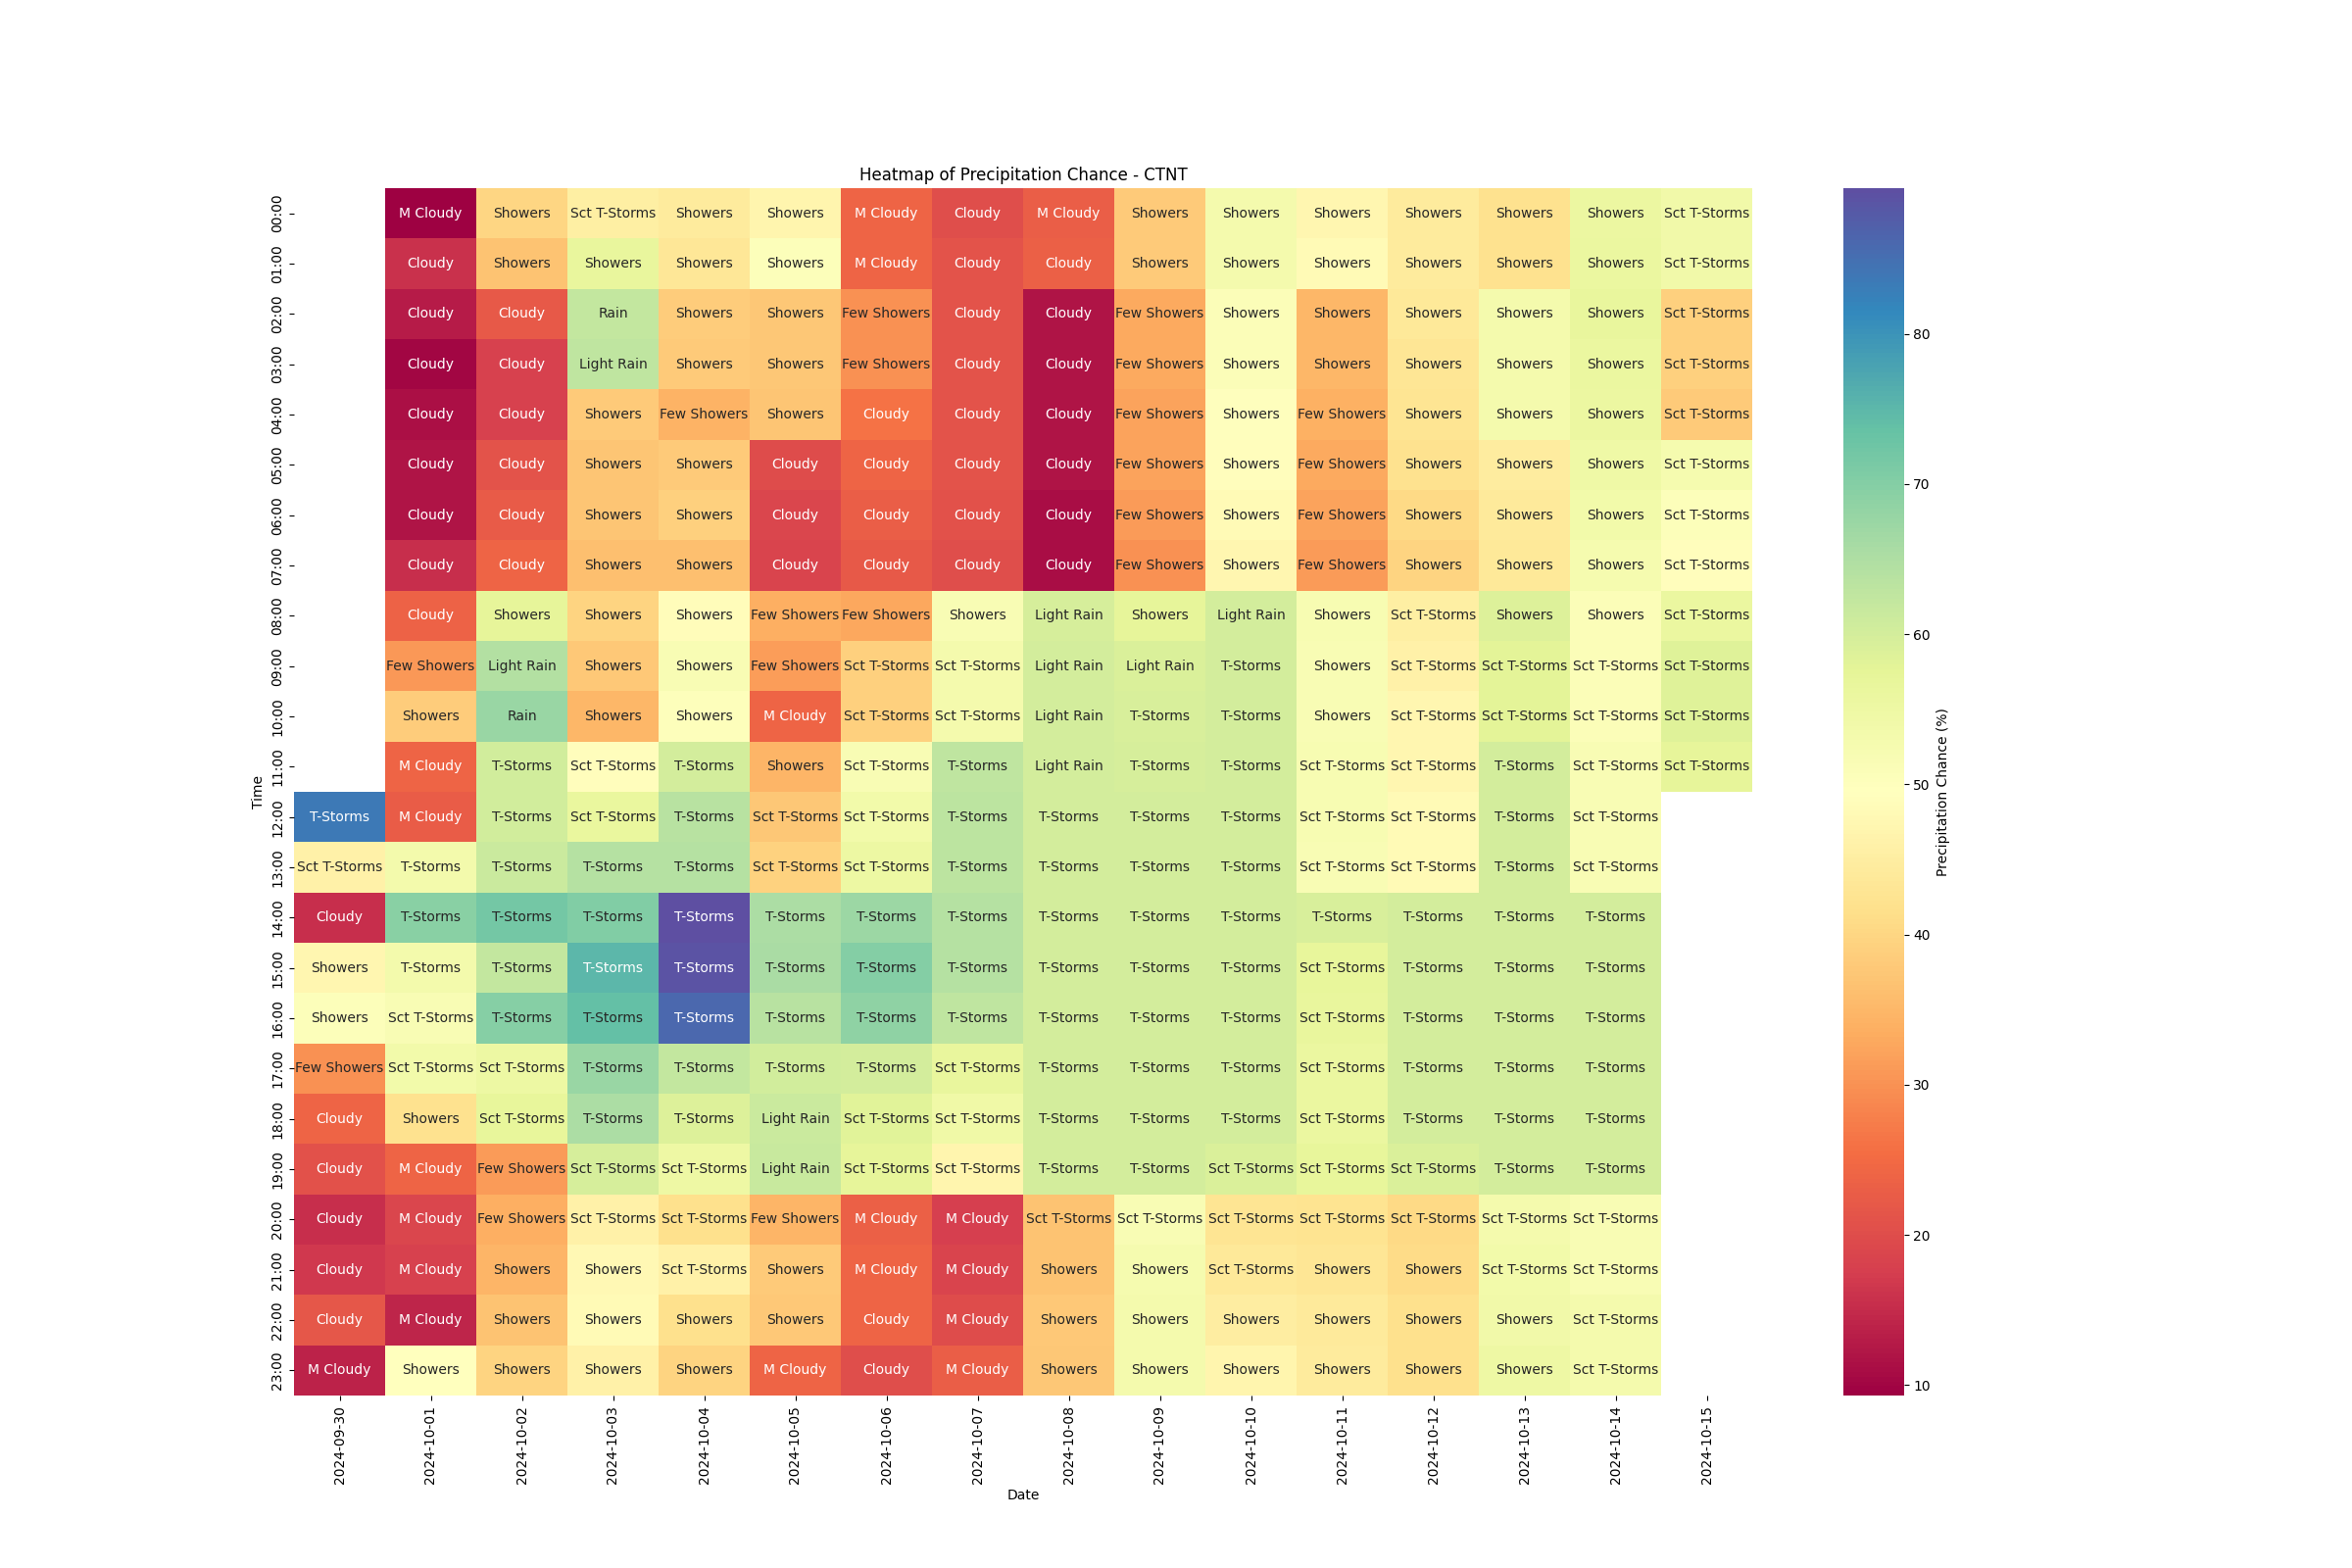 Heatmap of Precipitation Chance - CTNT
00:00 M Cloudy Showers Sct T-Storms Showers Showers M Cloudy Cloudy M Cloudy Showers Showers Showers Showers Showers Showers Sct T-Storms
01:00 Cloudy Showers Showers Showers Showers M Cloudy Cloudy Cloudy Showers Showers Showers Showers Showers Showers Sct T-Storms
02:00 Cloudy Cloudy Rain Showers Showers Few Showers Cloudy Cloudy Few Showers Showers Showers Showers Showers Showers Sct T-Storms
03:00 Cloudy Cloudy Light Rain Showers Showers Few Showers Cloudy Cloudy Few Showers Showers Showers Showers Showers Showers Sct T-Storms
04:00 Cloudy Cloudy Showers Few Showers Showers Cloudy Cloudy Cloudy Few Showers Showers Few Showers Showers Showers Showers Sct T-Storms
05:00 Cloudy Cloudy Showers Showers Cloudy Cloudy Cloudy Cloudy Few Showers Showers Few Showers Showers Showers Showers Sct T-Storms
06:00 Cloudy Cloudy Showers Showers Cloudy Cloudy Cloudy Cloudy Few Showers Showers Few Showers Showers Showers Showers Sct T-Storms
07:00 Cloudy Cloudy Showers Showers Cloudy Cloudy Cloudy Cloudy Few Showers Showers Few Showers Showers Showers Showers Sct T-Storms
08:00 Cloudy Showers Showers Showers Few Showers Few Showers Showers Light Rain Showers Light Rain Showers Sct T-Storms Showers Showers Sct T-Storms
09:00 Few Showers Light Rain Showers Showers Few Showers Sct T-Storms Sct T-Storms Light Rain Light Rain T-Storms Showers Sct T-Storms Sct T-Storms Sct T-Storms Sct T-Storms
10:00 Showers Rain Showers Showers M Cloudy Sct T-Storms Sct T-Storms Light Rain T-Storms T-Storms Showers Sct T-Storms Sct T-Storms Sct T-Storms Sct T-Storms
11:00 M Cloudy T-Storms Sct T-Storms T-Storms Showers Sct T-Storms T-Storms Light Rain T-Storms T-Storms Sct T-Storms Sct T-Storms T-Storms Sct T-Storms Sct T-Storms
12:00 T-Storms M Cloudy T-Storms Sct T-Storms T-Storms Sct T-Storms Sct T-Storms T-Storms T-Storms T-Storms T-Storms Sct T-Storms Sct T-Storms T-Storms Sct T-Storms
13:00 Sct T-Storms T-Storms T-Storms T-Storms T-Storms Sct T-Storms Sct T-Storms T-Storms T-Storms T-Storms T-Storms Sct T-Storms Sct T-Storms T-Storms Sct T-Storms
14:00 Cloudy T-Storms T-Storms T-Storms T-Storms T-Storms T-Storms T-Storms T-Storms T-Storms T-Storms T-Storms T-Storms T-Storms T-Storms
15:00 Showers T-Storms T-Storms T-Storms T-Storms T-Storms T-Storms T-Storms T-Storms T-Storms T-Storms Sct T-Storms T-Storms T-Storms T-Storms
16:00 Showers Sct T-Storms T-Storms T-Storms T-Storms T-Storms T-Storms T-Storms T-Storms T-Storms T-Storms Sct T-Storms T-Storms T-Storms T-Storms
17:00 Few Showers Sct T-Storms Sct T-Storms T-Storms T-Storms T-Storms T-Storms Sct T-Storms T-Storms T-Storms T-Storms Sct T-Storms T-Storms T-Storms T-Storms
18:00 Cloudy Showers Sct T-Storms T-Storms T-Storms Light Rain Sct T-Storms Sct T-Storms T-Storms T-Storms T-Storms Sct T-Storms T-Storms T-Storms T-Storms
19:00 Cloudy M Cloudy Few Showers Sct T-Storms Sct T-Storms Light Rain Sct T-Storms Sct T-Storms T-Storms T-Storms Sct T-Storms Sct T-Storms Sct T-Storms T-Storms T-Storms
20:00 Cloudy M Cloudy Few Showers Sct T-Storms Sct T-Storms Few Showers M Cloudy M Cloudy Sct T-Storms Sct T-Storms Sct T-Storms Sct T-Storms Sct T-Storms Sct T-Storms Sct T-Storms
21:00 Cloudy M Cloudy Showers Showers Sct T-Storms Showers M Cloudy M Cloudy Showers Showers Sct T-Storms Showers Showers Sct T-Storms Sct T-Storms
22:00 Cloudy M Cloudy Showers Showers Showers Showers Cloudy M Cloudy Showers Showers Showers Showers Showers Showers Sct T-Storms
23:00 M Cloudy Showers Showers Showers Showers M Cloudy Cloudy M Cloudy Showers Showers Showers Showers Showers Showers Sct T-Storms
Time
2024-09-30 2024-10-01 2024-10-02 2024-10-03 2024-10-04 2024-10-05 2024-10-06 2024-10-07 2024-10-08 2024-10-09 2024-10-10 2024-10-11 2024-10-12 2024-10-13 2024-10-14 2024-10-15
Date
80
70
60
50
40
30
20
10
Precipitation Chance (%)